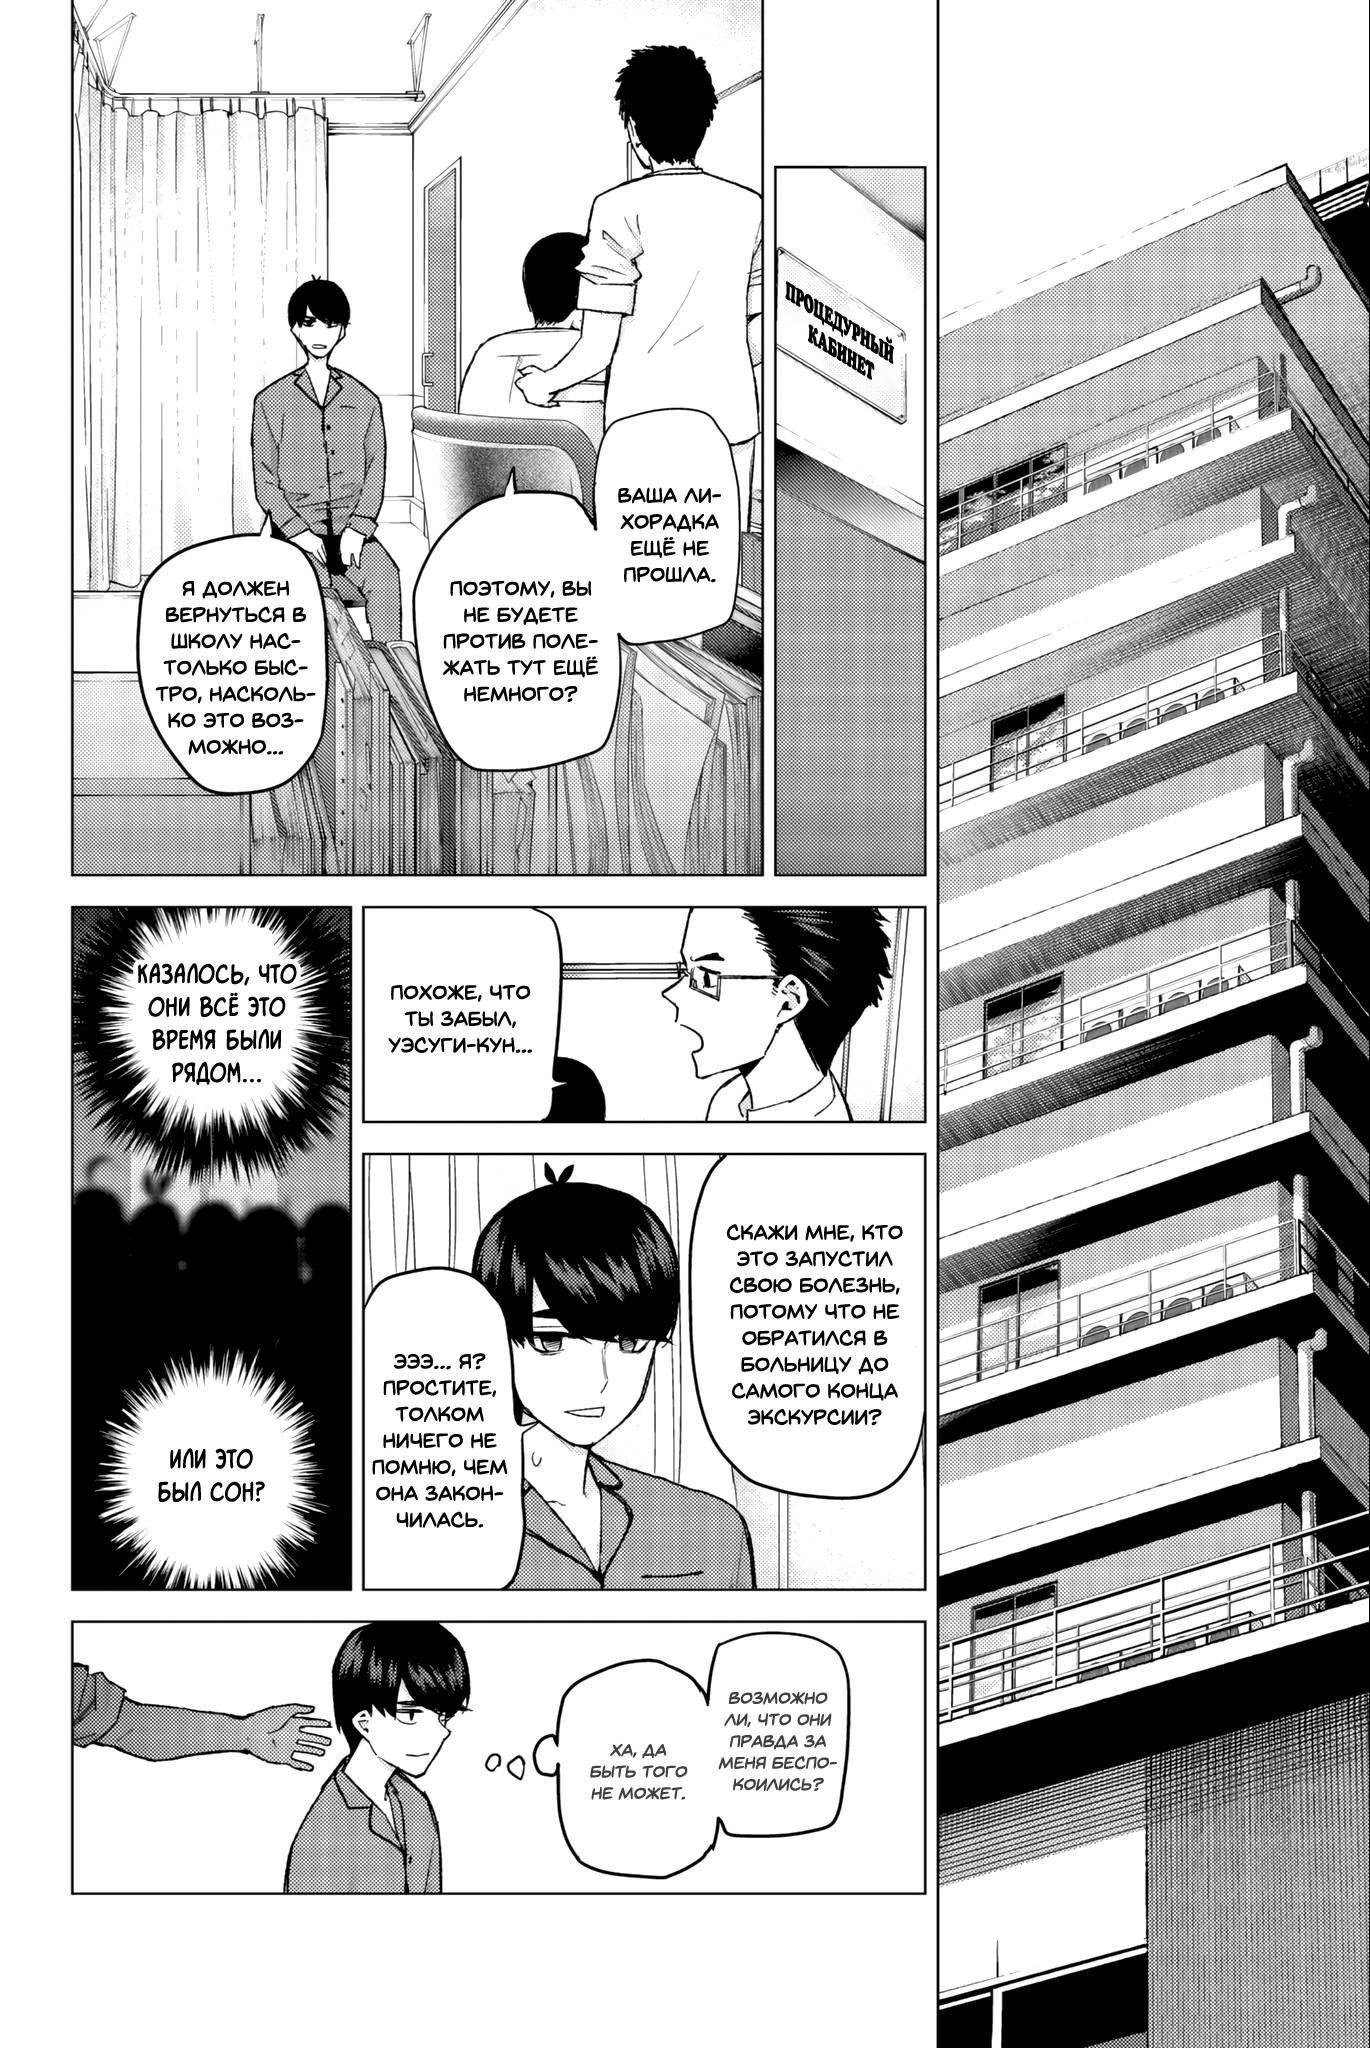 ПРОЦЕДУРНЫЙ
КАБИНЕТ
ВАША ЛИ-
ХОРАДКА
ЕЩЁ НЕ
ПРОШЛА.
ПОЭТОМУ, ВЫ
НЕ БУДЕТЕ
ПРОТИВ ПОЛЕ-
ЖАТЬ ТУТ ЕЩЁ
НЕМНОГО?
Я ДОЛЖЕН
ВЕРНУТЬСЯ В
ШКОЛУ НАС-
ТОЛЬКО БЫС-
ТРО, НАСКОЛЬ-
КО ЭТО ВОЗ-
МОЖНО...
ПОХОЖЕ, ЧТО
ТЫ ЗАБЫЛ,
УЭСУГИ-КУН...
СКАЖИ МНЕ, КТО
ЭТО ЗАПУСТИЛ
СВОЮ БОЛЕЗНЬ,
ПОТОМУ ЧТО НЕ
ОБРАТИЛСЯ В
БОЛЬНИЦУ ДО
САМОГО КОНЦА
ЭКСКУРСИИ?
ЭЭЭ... Я?
ПРОСТИТЕ,
ТОЛКОМ
НИЧЕГО НЕ
ПОМНЮ, ЧЕМ
ОНА ЗАКОН-
ЧИЛАСЬ.
КАЗАЛОСЬ, ЧТО
ОНИ ВСЁ ЭТО
ВРЕМЯ БЫЛИ
РЯДОМ...
ИЛИ ЭТО
БЫЛ СОН?
ВОЗМОЖНО
ЛИ, ЧТО ОНИ
ПРАВДА ЗА
МЕНЯ БЕСПО-
КОИЛИСЬ?
ХА, ДА
БЫТЬ ТОГО
НЕ МОЖЕТ.